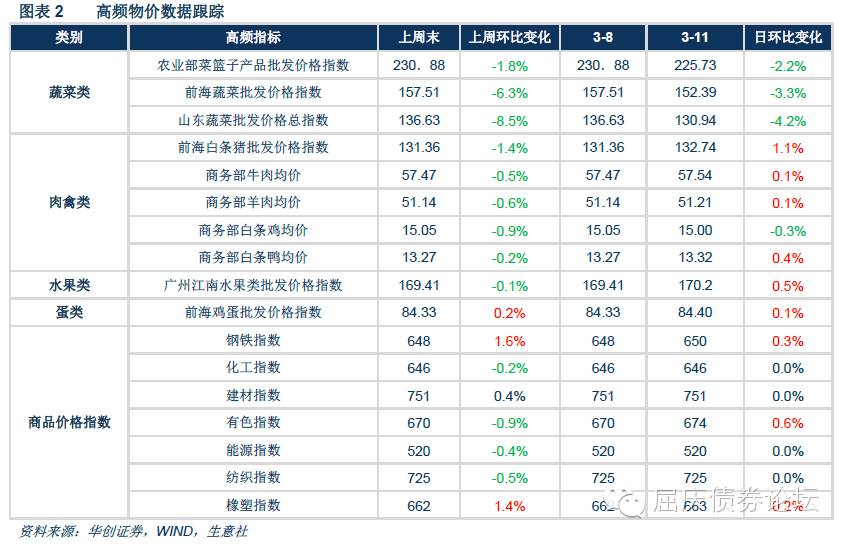 图表 2 高频物价数据跟踪
类别 高频指标 上周末 上周环比变化 3-8 3-11 日环比变化
蔬菜类 农业部菜篮子产品批发价格指数 230．88 -1.8% 230．88 225.73 -2.2%
前海蔬菜批发价格指数 157.51 -6.3% 157.51 152.39 -3.3%
山东蔬菜批发价格总指数 136.63 -8.5% 136.63 130.94 -4.2%
肉禽类 前海白条猪批发价格指数 131.36 -1.4% 131.36 132.74 1.1%
商务部牛肉均价 57.47 -0.5% 57.47 57.54 0.1%
商务部羊肉均价 51.14 -0.6% 51.14 51.21 0.1%
商务部白条鸡均价 15.05 -0.9% 15.05 15.00 -0.3%
商务部白条鸭均价 13.27 -0.2% 13.27 13.32 0.4%
水果类 广州江南水果类批发价格指数 169.41 -0.1% 169.41 170.2 0.5%
蛋类 前海鸡蛋批发价格指数 84.33 0.2% 84.33 84.40 0.1%
商品价格指数 钢铁指数 648 1.6% 648 650 0.3%
化工指数 646 -0.2% 646 646 0.0%
建材指数 751 0.4% 751 751 0.0%
有色指数 670 -0.9% 670 674 0.6%
能源指数 520 -0.4% 520 520 0.0%
纺织指数 725 -0.5% 725 725 0.0%
橡塑指数 662 1.4% 662 663 0.2%
屈庆债券论坛
资料来源：华创证券，WIND，生意社